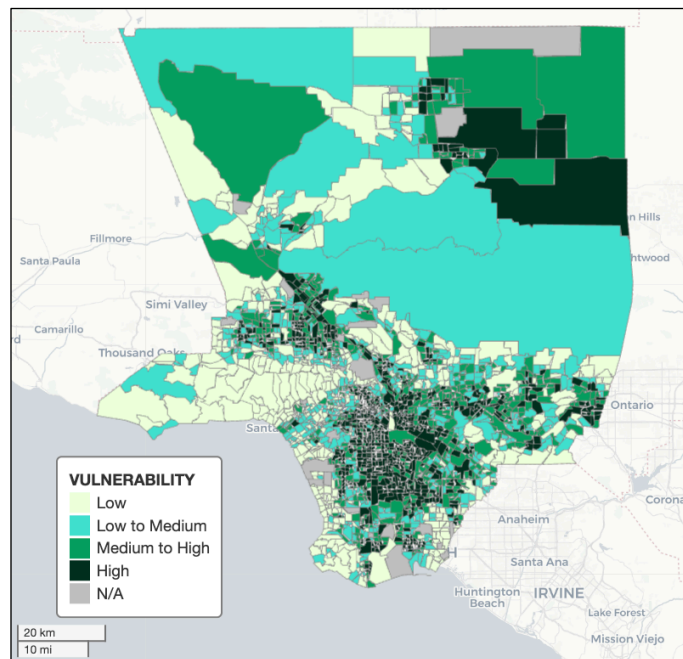 n Hills
Fillmore
Santa Paula
htwood
Simi Valley
Camarillo
rd
Thousand Oaks
Ontario
Santa
VULNERABILITY
Low
Low to Medium
Medium to High
High
N/A
Corona
Anaheim
H
Santa Ana
Huntington
Beach
IRVINE
Lake Forest
Mission Viejo
20 km
10 mi